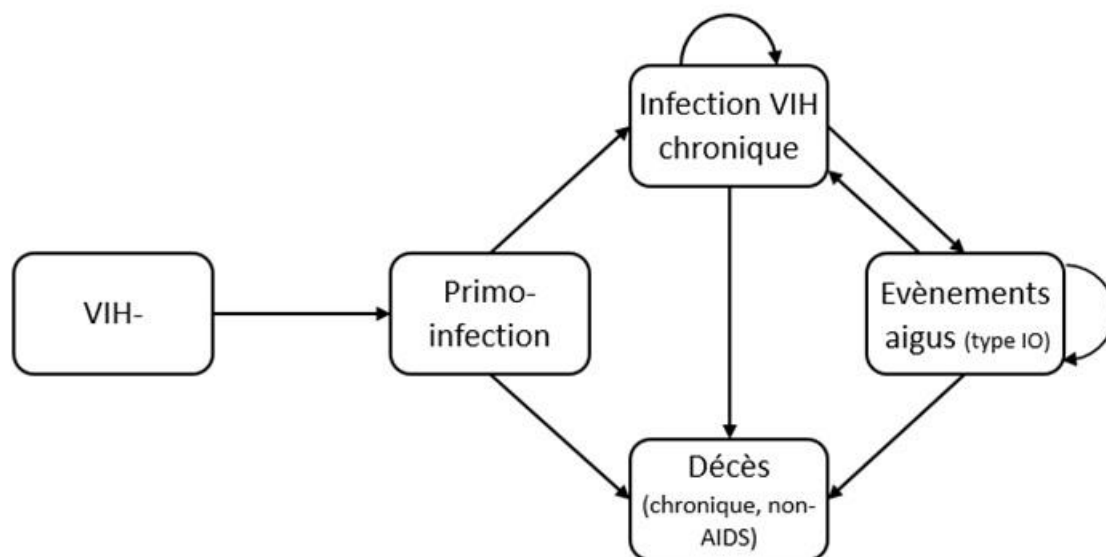 Infection VIH
chronique
VIH-
Primo-
infection
Evènements
aigus (type IO)
Décès
(chronique, non-
AIDS)